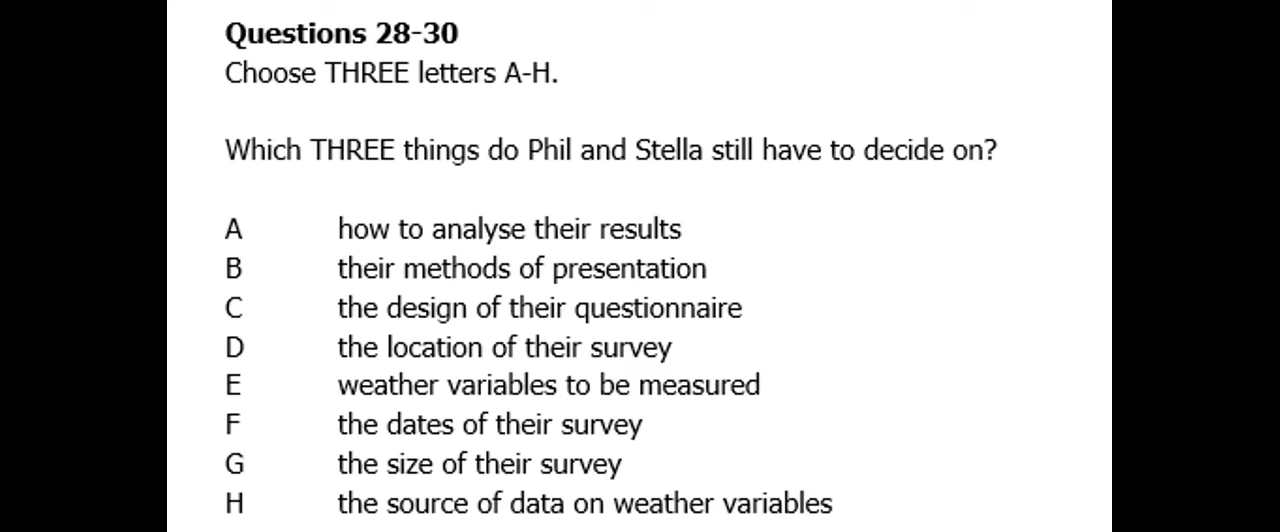 Questions 28-30
Choose THREE letters A-H.
Which THREE things do Phil and Stella still have to decide on?
A how to analyse their results
B their methods of presentation
C the design of their questionnaire
D the location of their survey
E weather variables to be measured
F the dates of their survey
G the size of their survey
H the source of data on weather variables